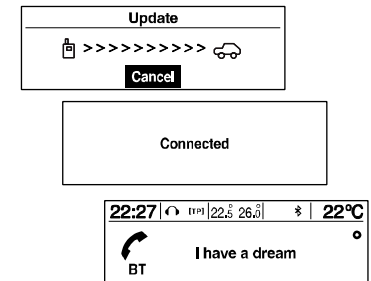 Update
>>>>>>>>>>
Cancel
Connected
22:27 [TP] 22.5° 26.0° 22°C
I have a dream
BT